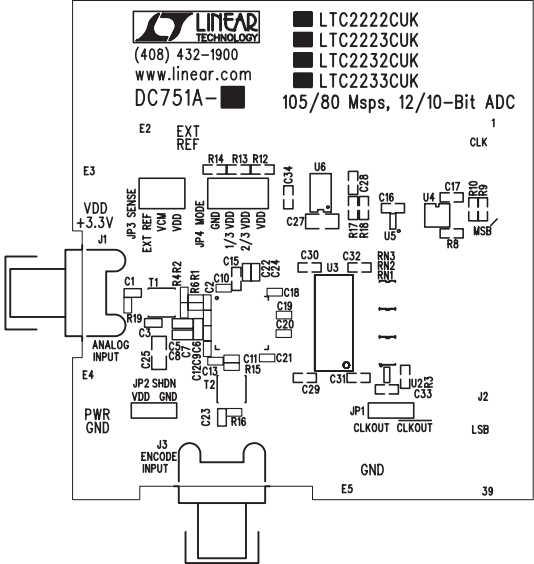 LINEAR
TECHNOLOGY
(408) 432-1900
www.linear.com
DC751A-
LTC2222CUK
LTC2223CUK
LTC2232CUK
LTC2233CUK
105/80 Msps, 12/10-Bit ADC
E2
EXT
REF
1
CLK
E3
R14 R13 R12
C34
U6
C28
C17
R10
R9
VDD
+3.3V
JP3 SENSE
EXT REF
VCM
VDD
JP4 MODE
GND
1/3 VDD
2/3 VDD
VDD
C27
R17
R18
C16
U5
U4
R8
MSB
J1
C1
T1
R4
R2
R6
R1
C2
C15
C10
C22
C24
C18
C19
C20
C30
U3
C32
RN3
RN2
RN1
R19
C3
ANALOG
INPUT
C25
C5
C8
C7
C6
C9
C12
C13
C11
R15
C21
E4
JP2 SHDN
VDD GND
T2
C29
C31
U2
R3
C33
J2
PWR
GND
C23
R16
JP1
CLKOUT CLKOUT
LSB
J3
ENCODE
INPUT
GND
E5
39